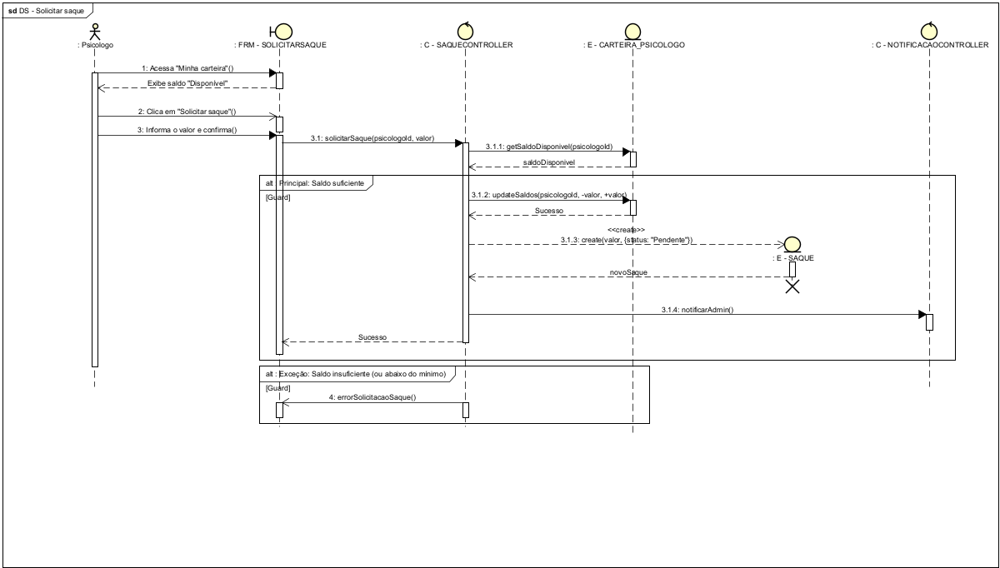 sd DS - Solicitar saque
: Psicologo
: FRM - SOLICITARSAQUE
: C - SAQUECONTROLLER
: E - CARTEIRA_PSICOLOGO
: C - NOTIFICACAOCONTROLLER
1: Acessa "Minha carteira"()
Exibe saldo "Disponível"
2: Clica em "Solicitar saque"()
3: Informa o valor e confirma()
3.1: solicitarSaque(psicologoId, valor)
3.1.1: getSaldoDisponivel(psicologoId)
saldoDisponivel
alt : Principal: Saldo suficiente
[Guard]
3.1.2: updateSaldos(psicologoId, -valor, +valor)
Sucesso
<<create>>
3.1.3: create(valor, {status: "Pendente"})
: E - SAQUE
novoSaque
3.1.4: notificarAdmin()
Sucesso
alt : Exceção: Saldo insuficiente (ou abaixo do mínimo)
[Guard]
4: errorSolicitacaoSaque()